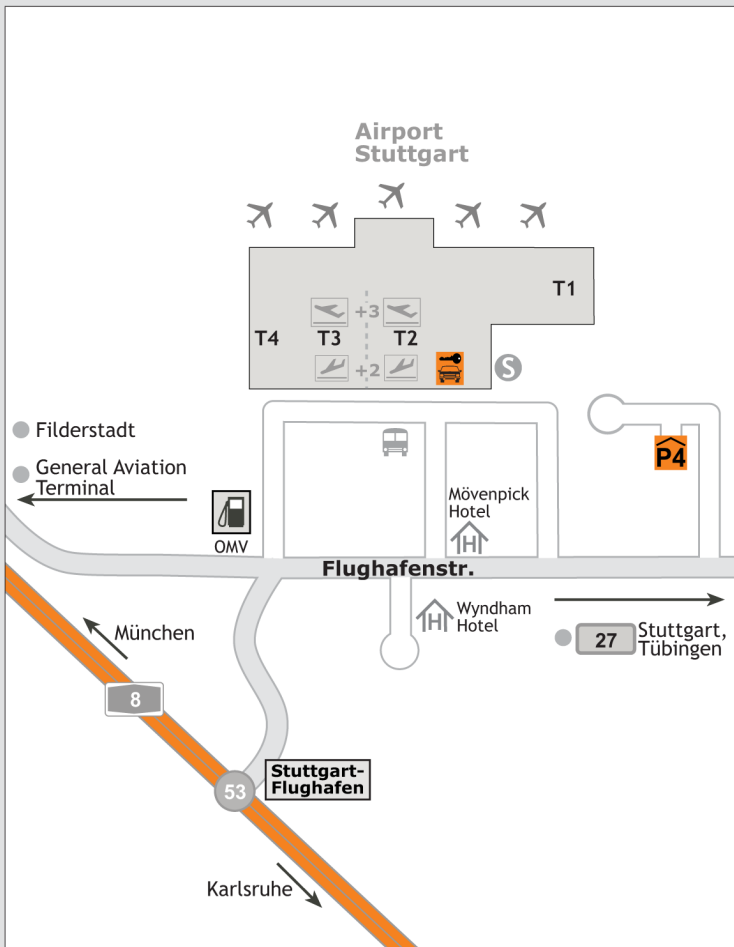 Airport
Stuttgart
T1
+3
T4
T3
T2
+2
S
Filderstadt
General Aviation
Terminal
P4
Mövenpick
Hotel
H
OMV
Flughafenstr.
H
Wyndham
Hotel
27
Stuttgart,
Tübingen
München
8
Stuttgart-
Flughafen
53
Karlsruhe